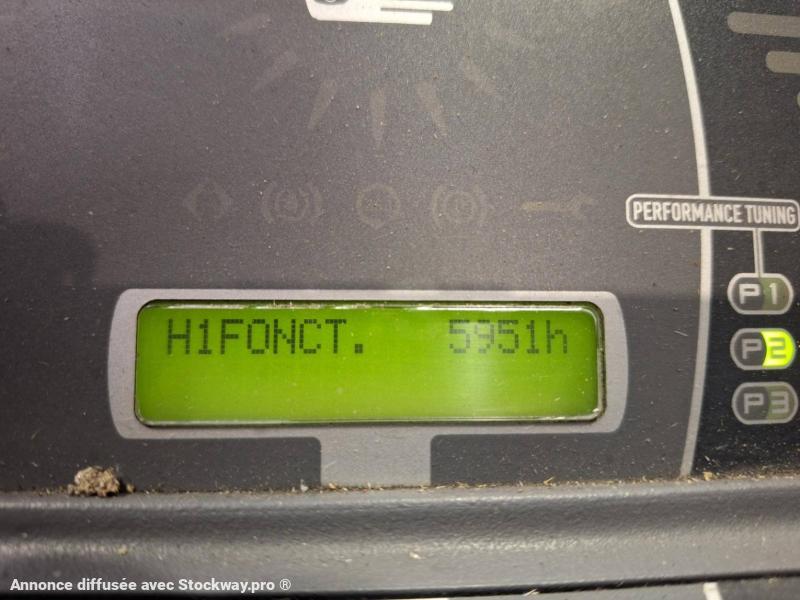 PERFORMANCE TUNING
P1
H1FONCT. 5951h
P2
P3
Annonce diffusée avec Stockway.pro ®